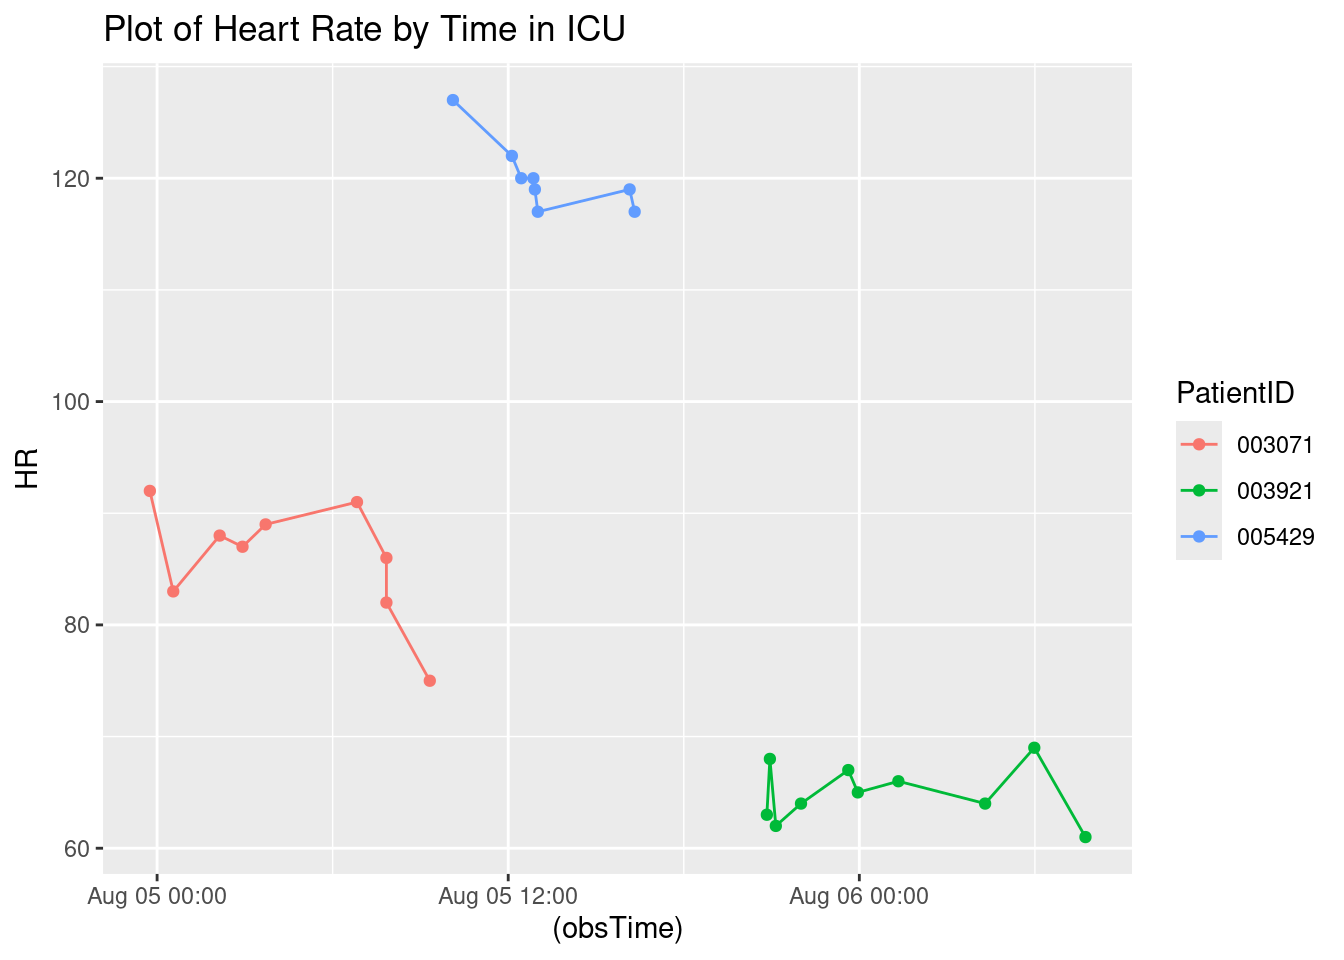 Plot of Heart Rate by Time in ICU
120
100
80
60
HR
Aug 05 00:00
Aug 05 12:00
Aug 06 00:00
(obsTime)
PatientID
003071
003921
005429